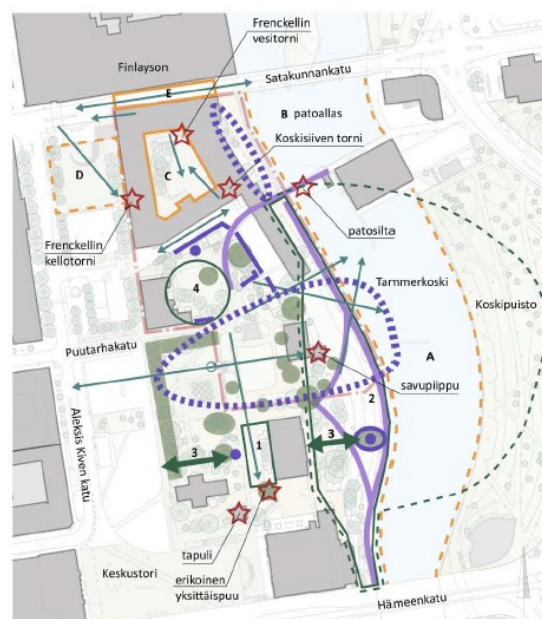 Frenckellin
vesitorni
Finlayson
Satakunnankatu
E
B patoallas
Koskisiiven torni
D
C
Frenckellin
kellotorni
patosilta
4
Tammerkoski
Koskipuisto
Puutarhakatu
A
savupiippu
2
Aleksis Kiven katu
1
3
3
tapuli
Keskustori
erikoinen
yksittäispuu
Hämeenkatu